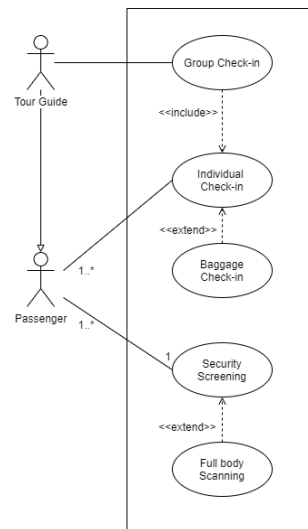 Group Check-in
Tour Guide
<<include>>
Individual
Check-in
<<extend>>
1..*
Baggage
Check-in
Passenger
1..*
1
Security
Screening
<<extend>>
Full body
Scanning